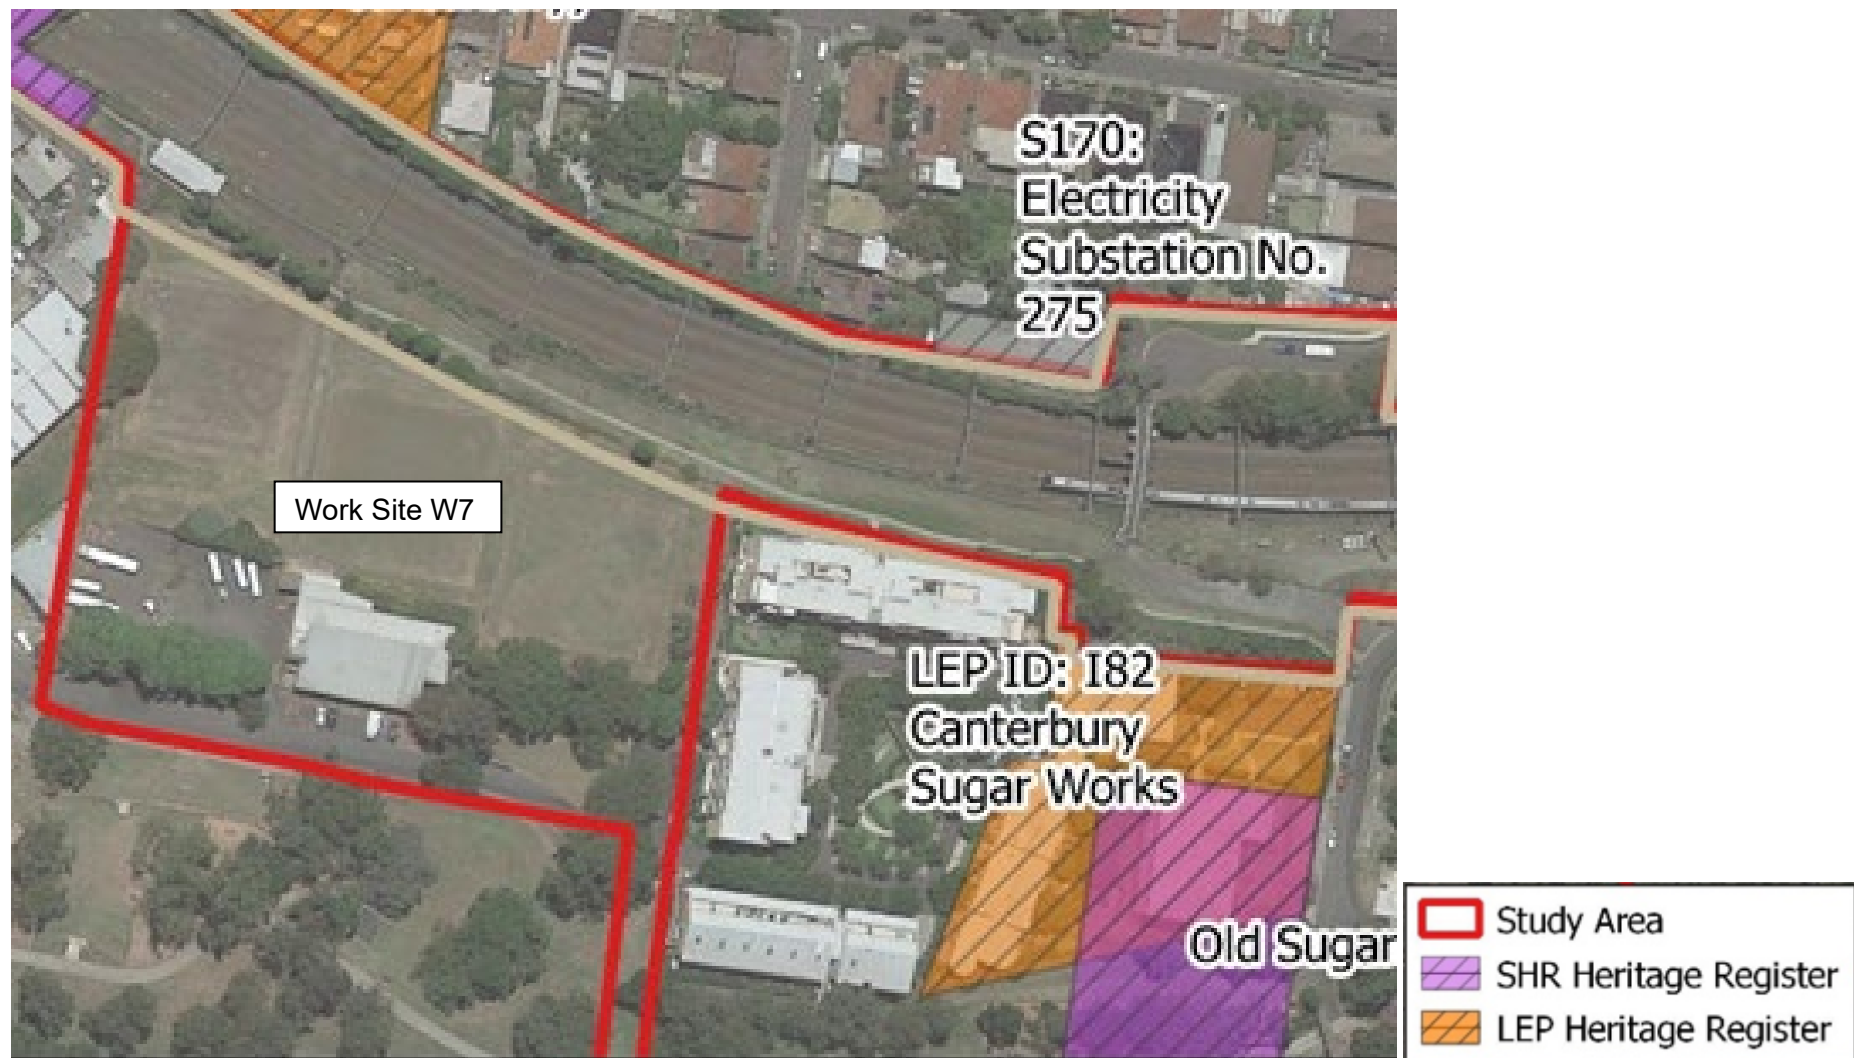 S170:
Electricity
Substation No.
275
Work Site W7
LEP ID: I82
Canterbury
Sugar Works
Old Sugar
Study Area
SHR Heritage Register
LEP Heritage Register